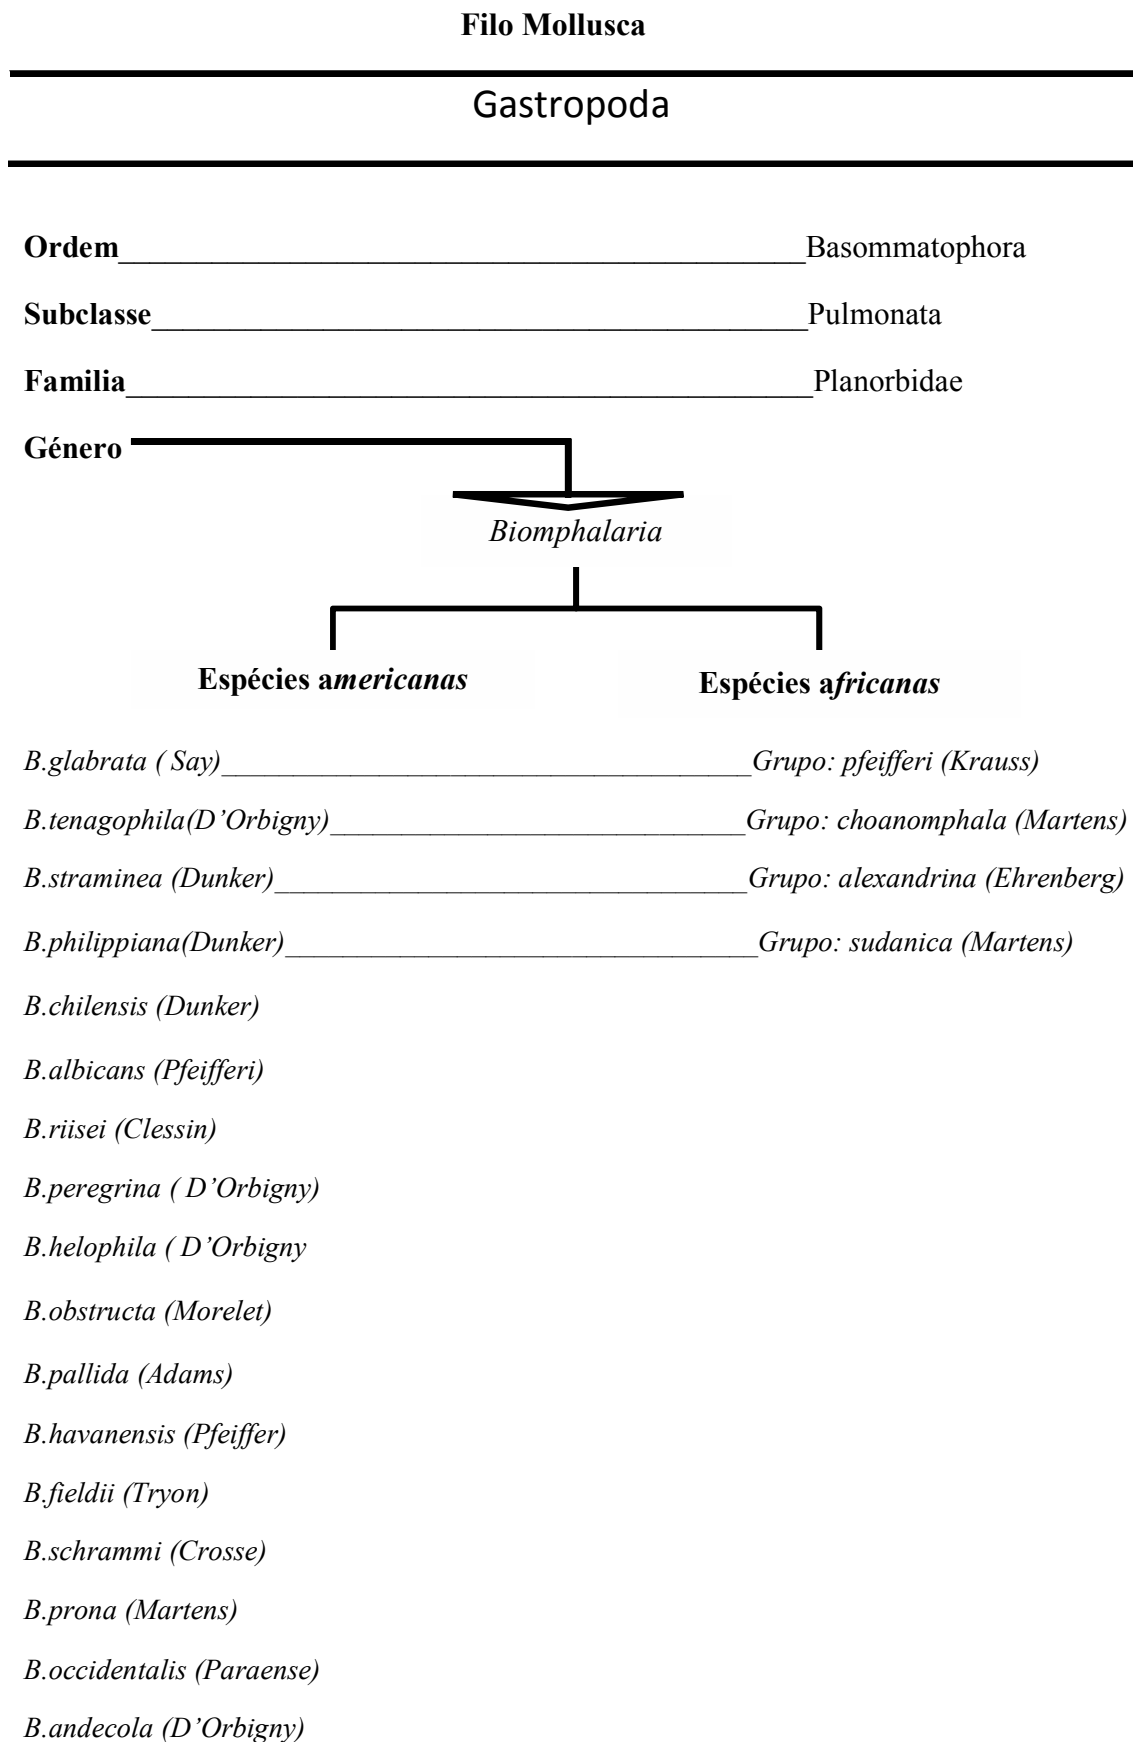 Filo Mollusca
Gastropoda
Ordem____________________________________________Basommatophora
Subclasse__________________________________________Pulmonata
Familia____________________________________________Planorbidae
Género
Biomphalaria
Espécies americanas Espécies africanas
B.glabrata ( Say)_____________________________________Grupo: pfeifferi (Krauss)
B.tenagophila(D’Orbigny)_____________________________Grupo: choanomphala (Martens)
B.straminea (Dunker)_________________________________Grupo: alexandrina (Ehrenberg)
B.philippiana(Dunker)_________________________________Grupo: sudanica (Martens)
B.chilensis (Dunker)
B.albicans (Pfeifferi)
B.riisei (Clessin)
B.peregrina ( D’Orbigny)
B.helophila ( D’Orbigny
B.obstructa (Morelet)
B.pallida (Adams)
B.havanensis (Pfeiffer)
B.fieldii (Tryon)
B.schrammi (Crosse)
B.prona (Martens)
B.occidentalis (Paraense)
B.andecola (D’Orbigny)